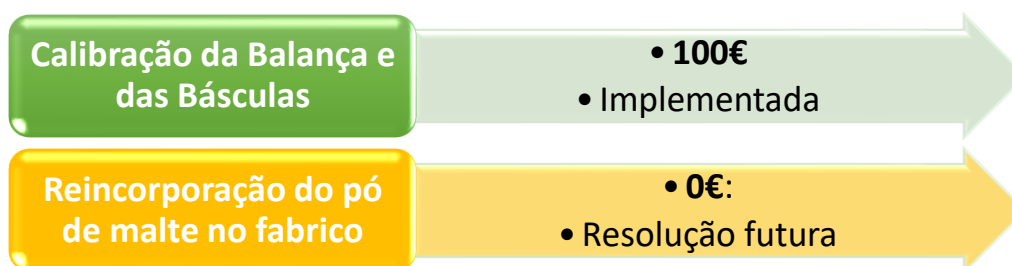 Calibração da Balança e
das Básculas
• 100€
• Implementada
Reincorporação do pó
de malte no fabrico
• 0€:
• Resolução futura